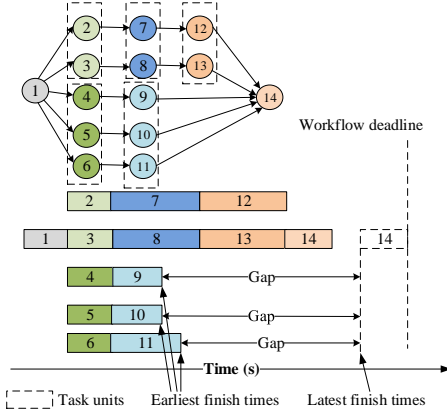 2 7 12
3 8 13
1 4 9 14
5 10
6 11
Workflow deadline
2 7 12
1 3 8 13 14 14
4 9 Gap
5 10 Gap
6 11 Gap
Time (s)
Task units Earliest finish times Latest finish times